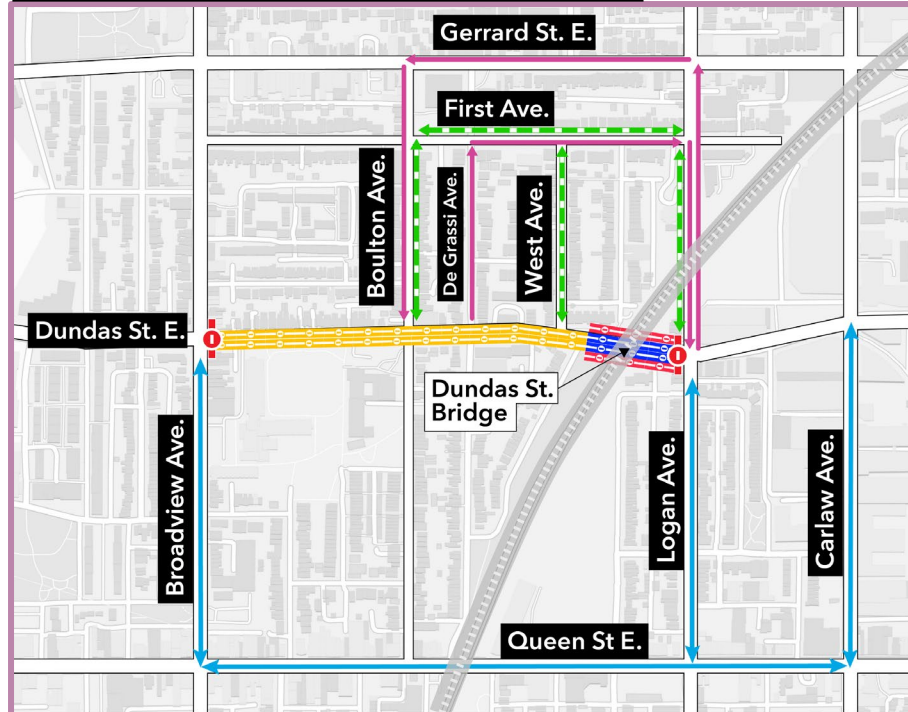 Gerrard St. E.
First Ave.
Boulton Ave.
De Grassi Ave.
West Ave.
Dundas St. E.
Dundas St.
Bridge
Broadview Ave.
Logan Ave.
Carlaw Ave.
Queen St E.